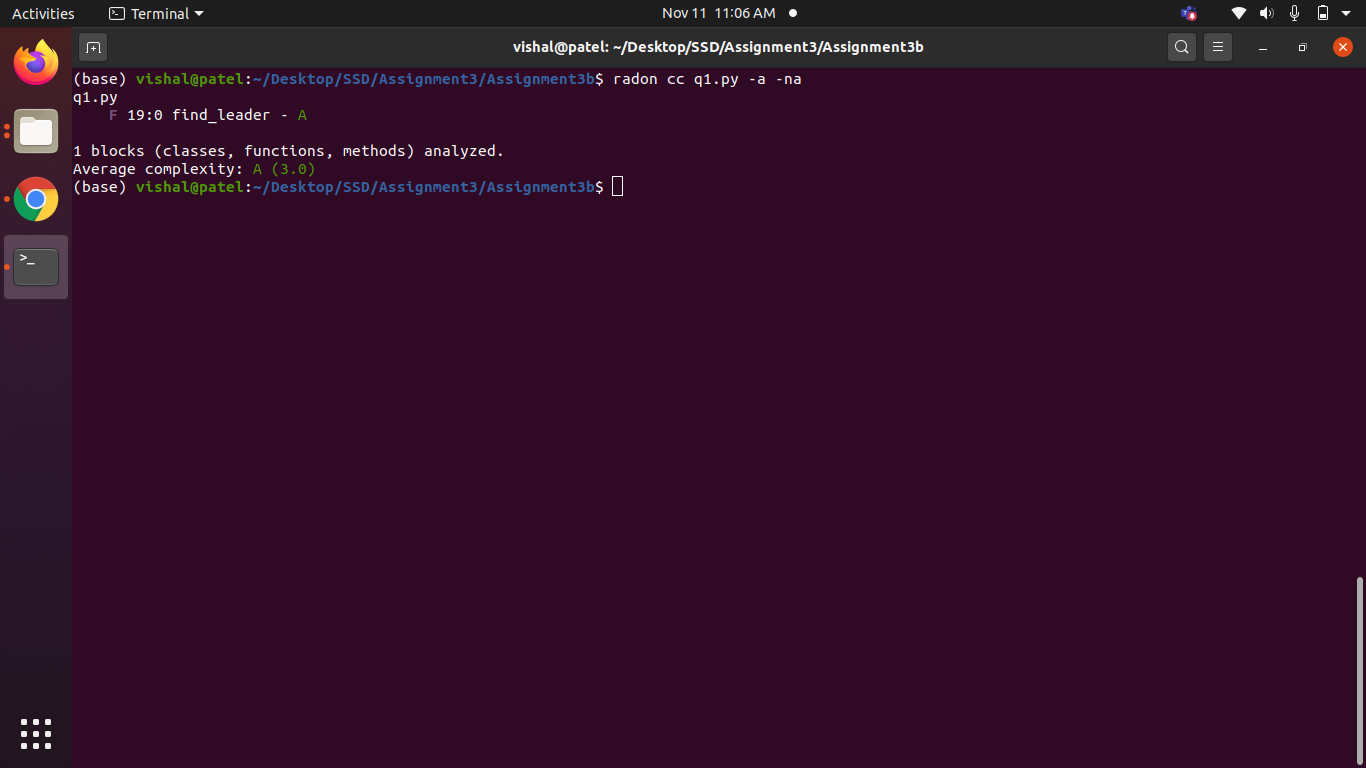 Activities Terminal Nov 11 11:06 AM
vishal@patel: ~/Desktop/SSD/Assignment3/Assignment3b
(base) vishal@patel:~/Desktop/SSD/Assignment3/Assignment3b$ radon cc q1.py -a -na
q1.py
    F 19:0 find_leader - A
1 blocks (classes, functions, methods) analyzed.
Average complexity: A (3.0)
(base) vishal@patel:~/Desktop/SSD/Assignment3/Assignment3b$